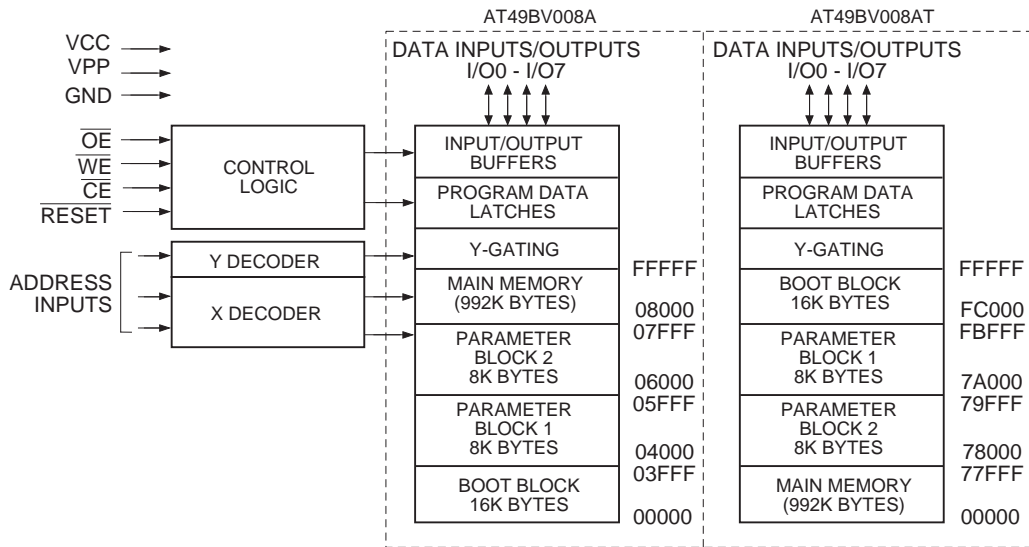 AT49BV008A
AT49BV008AT
VCC
VPP
GND
OE
WE
CE
RESET
ADDRESS
INPUTS
CONTROL
LOGIC
Y DECODER
X DECODER
DATA INPUTS/OUTPUTS
I/O0 - I/O7
INPUT/OUTPUT
BUFFERS
PROGRAM DATA
LATCHES
Y-GATING
MAIN MEMORY
(992K BYTES)
PARAMETER
BLOCK 2
8K BYTES
PARAMETER
BLOCK 1
8K BYTES
BOOT BLOCK
16K BYTES
FFFFF
08000
07FFF
06000
05FFF
04000
03FFF
00000
DATA INPUTS/OUTPUTS
I/O0 - I/O7
INPUT/OUTPUT
BUFFERS
PROGRAM DATA
LATCHES
Y-GATING
BOOT BLOCK
16K BYTES
PARAMETER
BLOCK 1
8K BYTES
PARAMETER
BLOCK 2
8K BYTES
MAIN MEMORY
(992K BYTES)
FFFFF
FC000
FBFFF
7A000
79FFF
78000
77FFF
00000